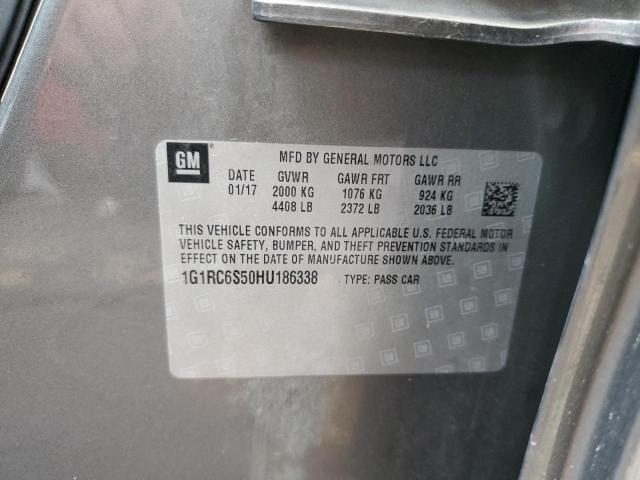 GM
MFD BY GENERAL MOTORS LLC
DATE GVWR GAWR FRT GAWR RR
01/17 2000 KG 1076 KG 924 KG
4408 LB 2372 LB 2036 LB
THIS VEHICLE CONFORMS TO ALL APPLICABLE U.S. FEDERAL MOTOR
VEHICLE SAFETY, BUMPER, AND THEFT PREVENTION STANDARDS IN
EFFECT ON THE DATE OF MANUFACTURE SHOWN ABOVE.
1G1RC6S50HU186338 TYPE: PASS CAR